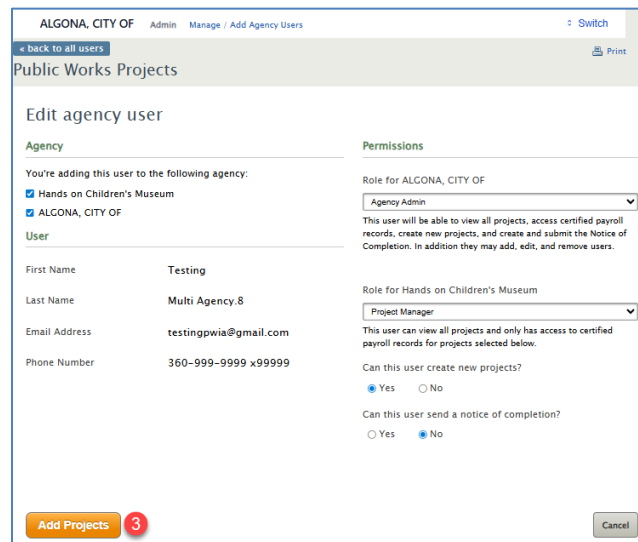 ALGONA, CITY OF Admin Manage / Add Agency Users Switch
« back to all users
Print
Public Works Projects
Edit agency user
Agency
You're adding this user to the following agency:
Hands on Children's Museum
ALGONA, CITY OF
User
First Name Testing
Last Name Multi Agency.8
Email Address testingpwia@gmail.com
Phone Number 360-999-9999 x99999
Permissions
Role for ALGONA, CITY OF
Agency Admin
This user will be able to view all projects, access certified payroll
records, create new projects, and create and submit the Notice of
Completion. In addition they may add, edit, and remove users.
Role for Hands on Children's Museum
Project Manager
This user can view all projects and only has access to certified
payroll records for projects selected below.
Can this user create new projects?
Yes No
Can this user send a notice of completion?
Yes No
Add Projects 3
Cancel